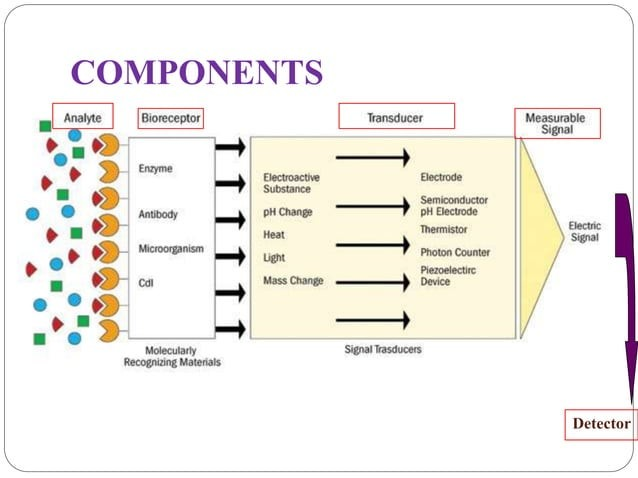 COMPONENTS
Analyte
Bioreceptor
Transducer
Measurable
Signal
Enzyme
Antibody
Microorganism
Cdl
Molecularly
Recognizing Materials
Electroactive
Substance
pH Change
Heat
Light
Mass Change
Electrode
Semiconductor
pH Electrode
Thermistor
Photon Counter
Piezoelectirc
Device
Signal Trasducers
Electric
Signal
Detector